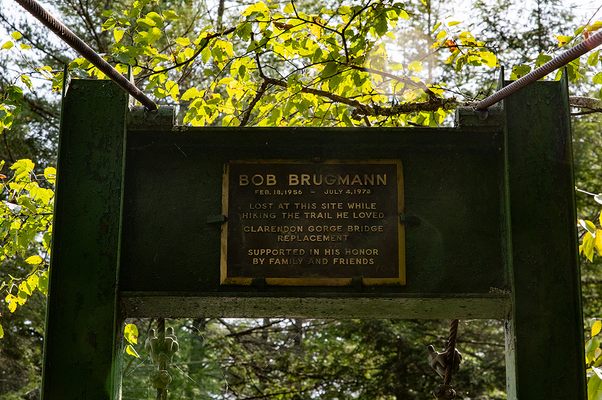 BOB BRUGMANN
FEB. 18, 1956 – JULY 4, 1973
LOST AT THIS SITE WHILE
HIKING THE TRAIL HE LOVED
CLARENDON GORGE BRIDGE
REPLACEMENT
SUPPORTED IN HIS HONOR
BY FAMILY AND FRIENDS